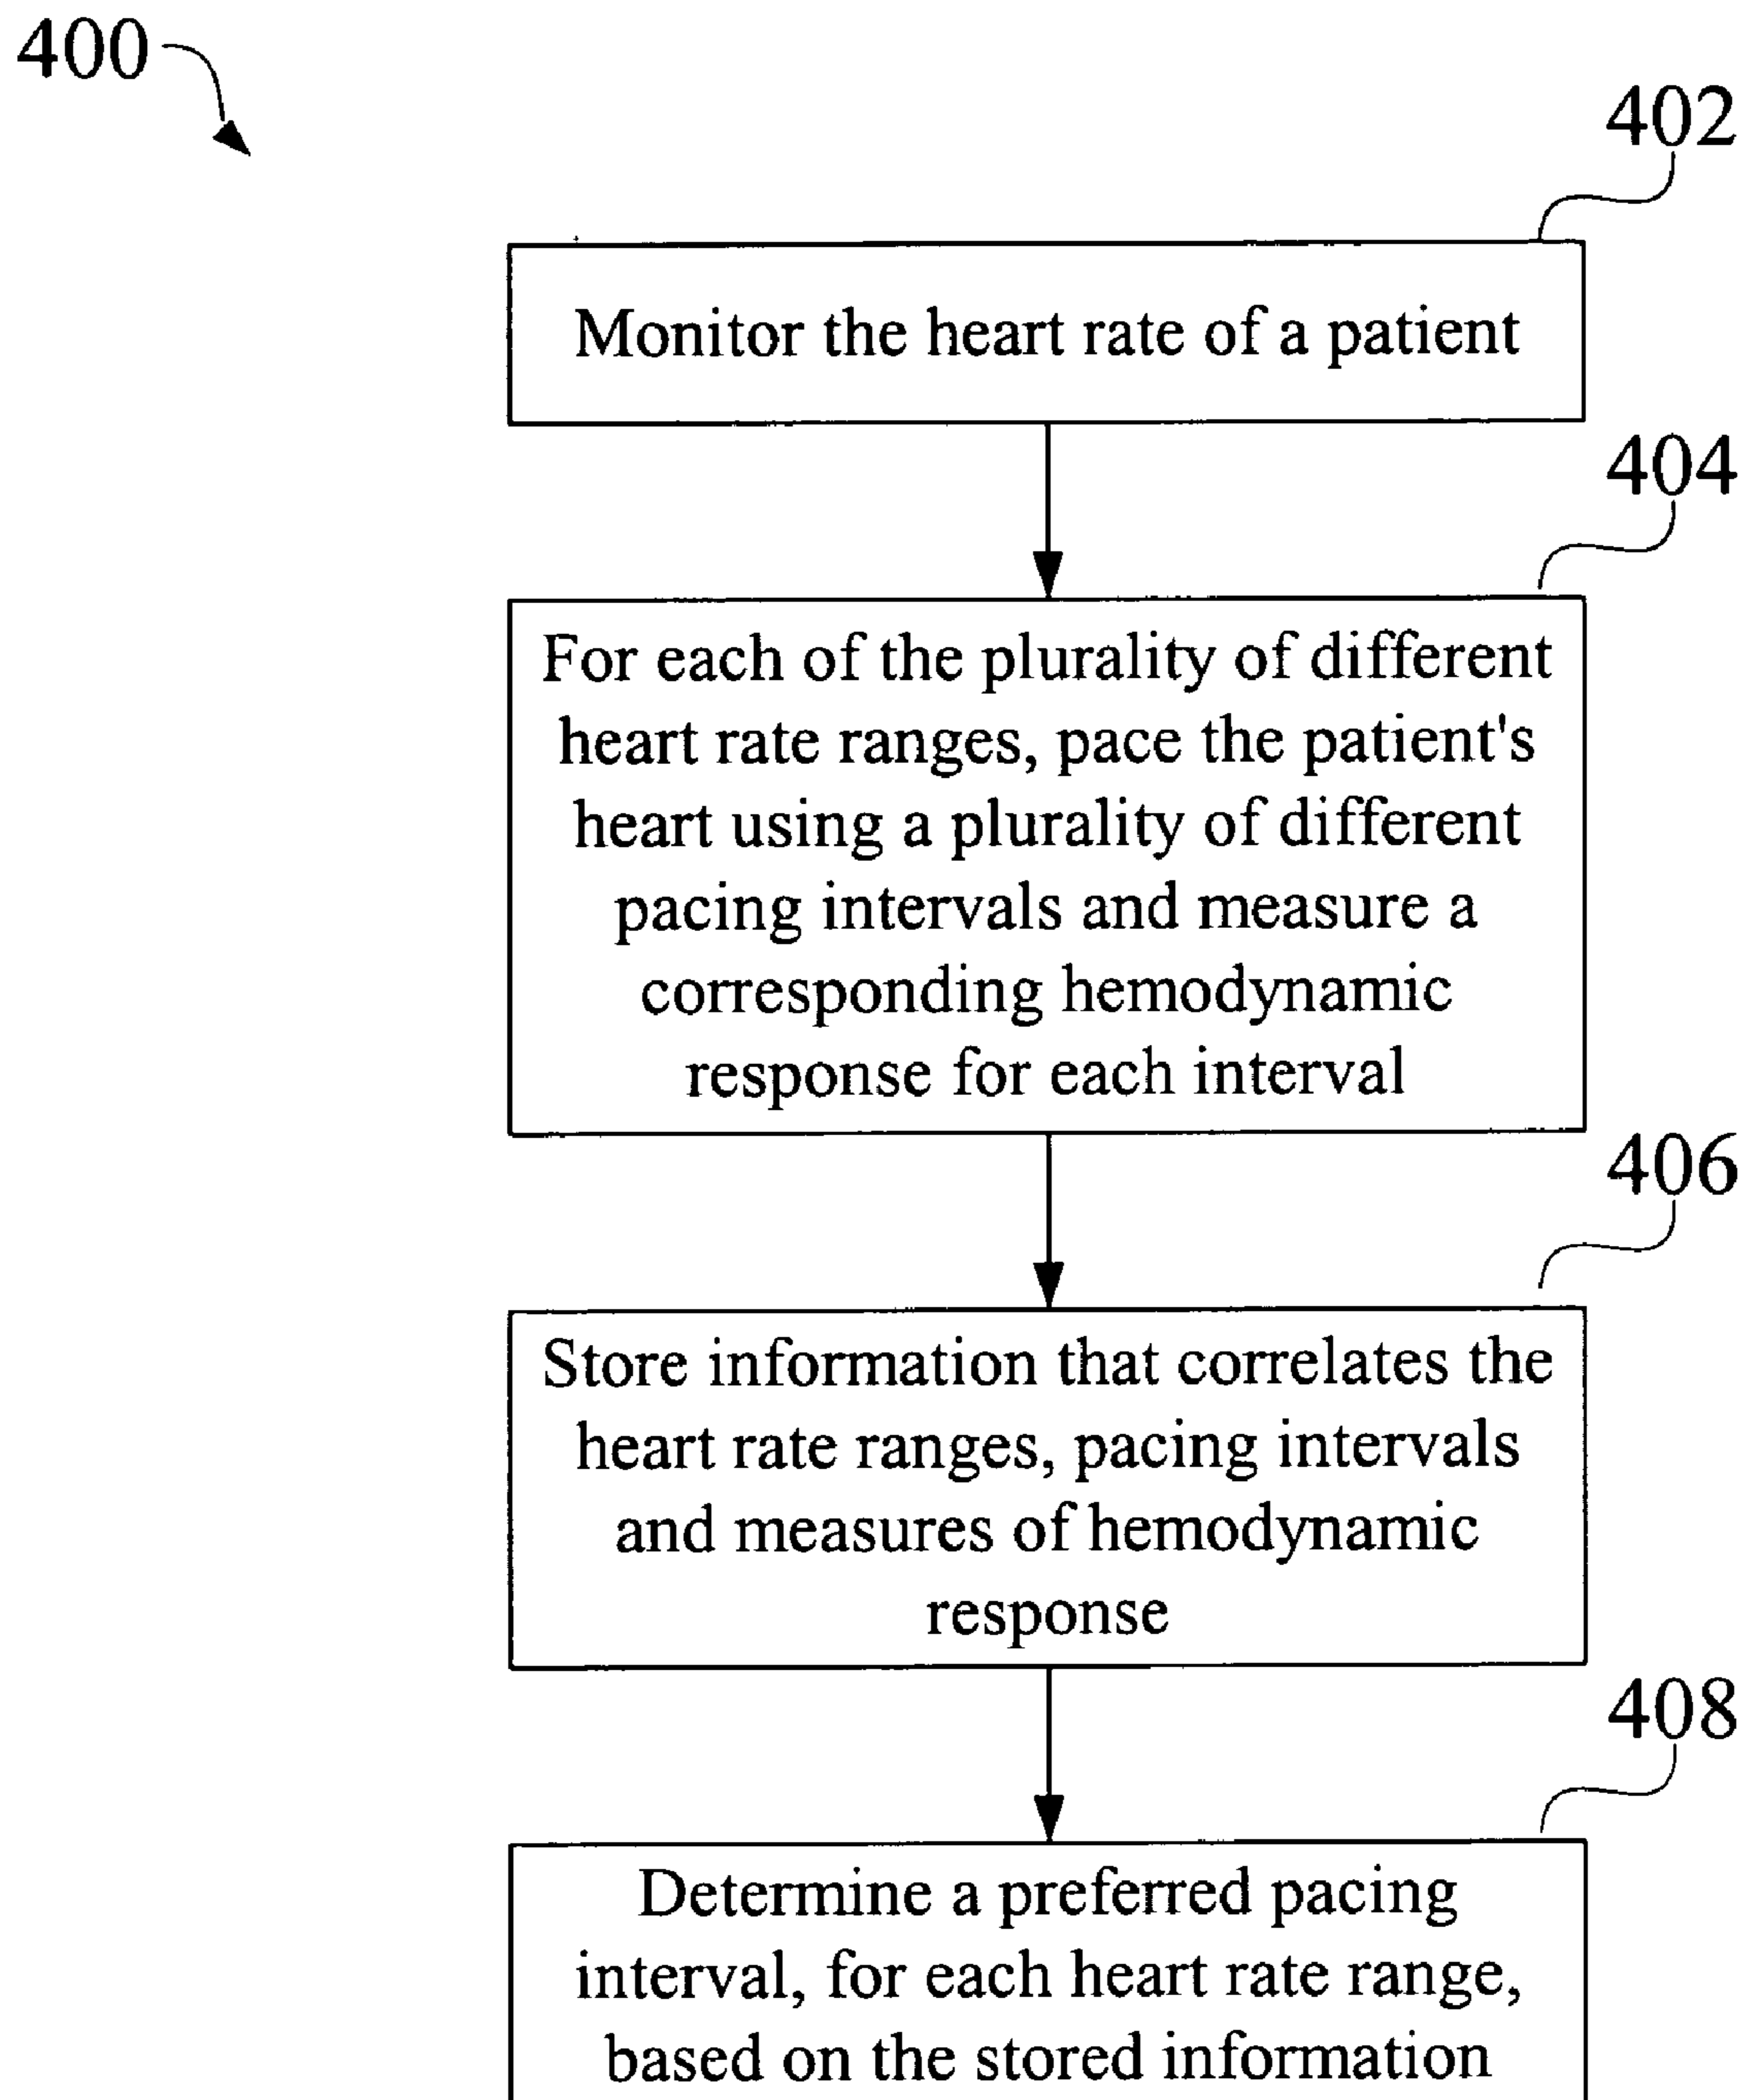 400
402
Monitor the heart rate of a patient
404
For each of the plurality of different
heart rate ranges, pace the patient's
heart using a plurality of different
pacing intervals and measure a
corresponding hemodynamic
response for each interval
406
Store information that correlates the
heart rate ranges, pacing intervals
and measures of hemodynamic
response
408
Determine a preferred pacing
interval, for each heart rate range,
based on the stored information